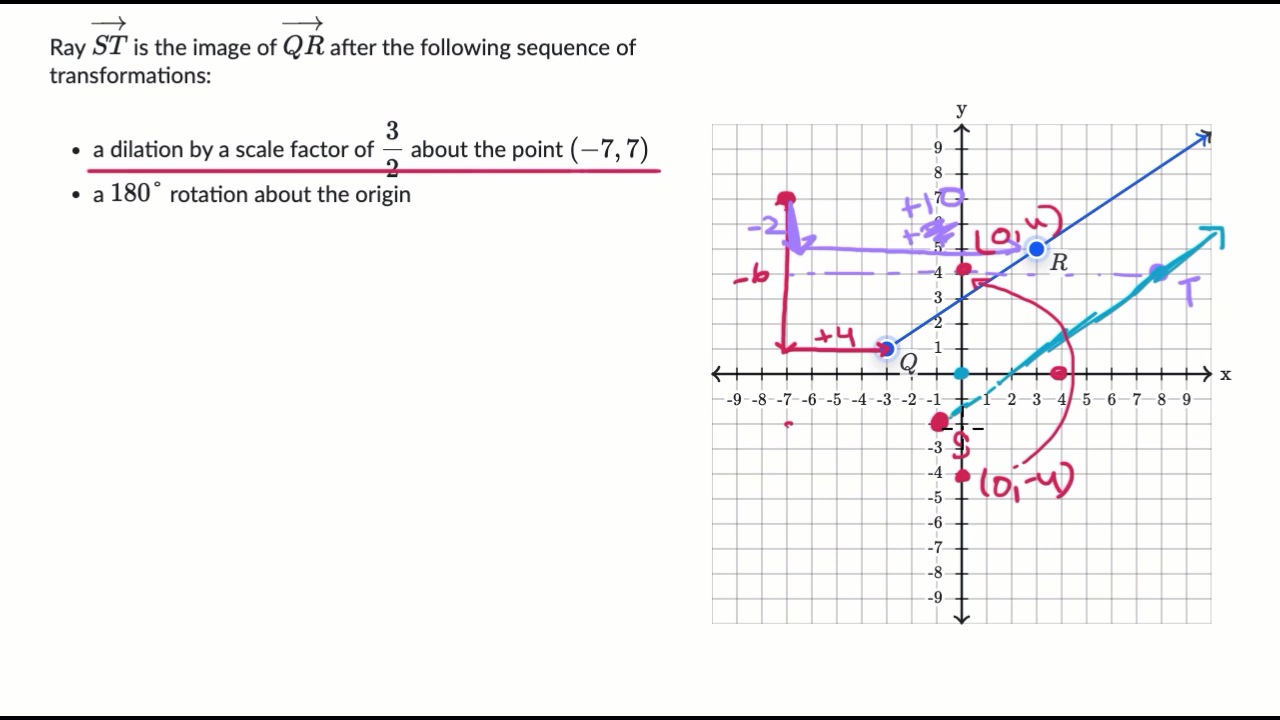 Ray ST is the image of QR after the following sequence of
transformations:
• a dilation by a scale factor of 3/2 about the point (−7, 7)
• a 180° rotation about the origin
y
9
8
7
+10
-2
5
(0,4)
R
-6
4
T
3
2
+4
1
Q
x
-9 -8 -7 -6 -5 -4 -3 -2 -1 1 2 3 4 5 6 7 8 9
-3
S
-4
(0,-4)
-5
-6
-7
-8
-9